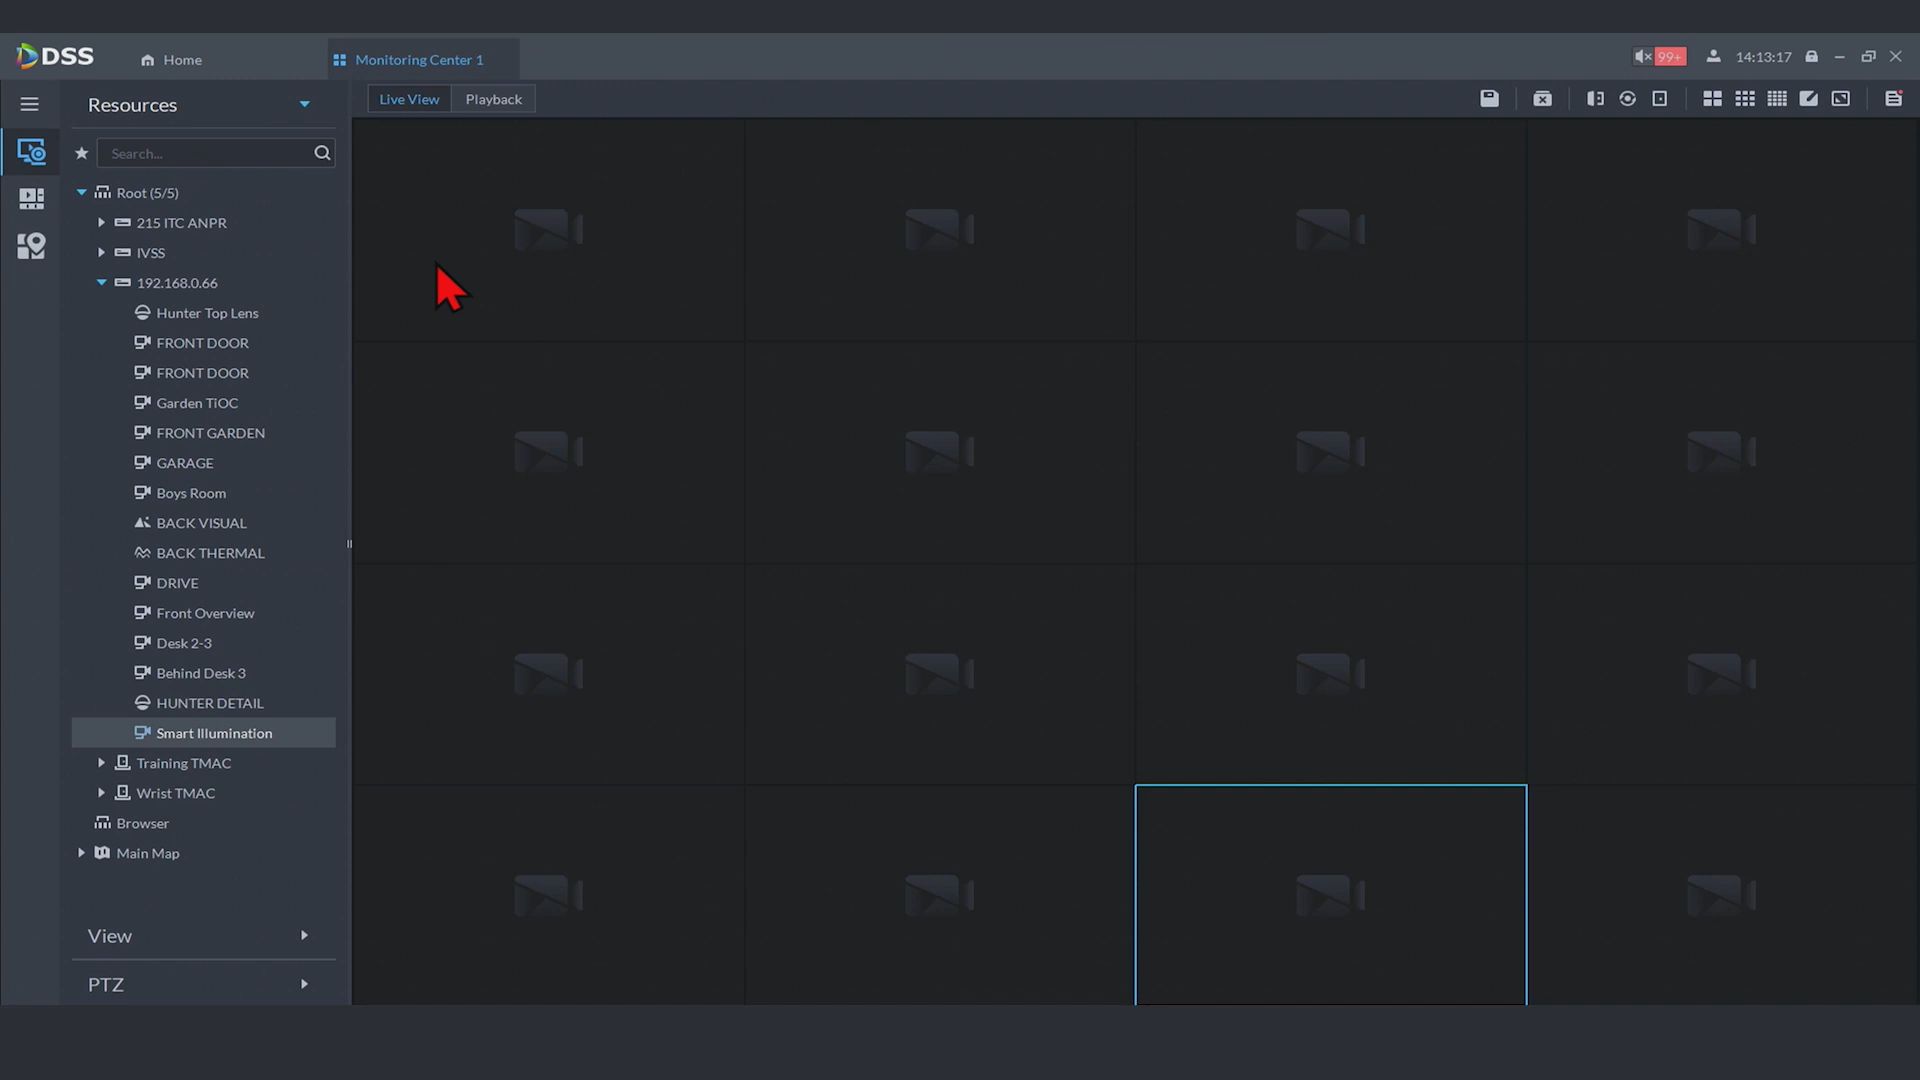 DSS
Home
Monitoring Center 1
99+
14:13:17
Resources
Live View
Playback
Search...
Root (5/5)
215 ITC ANPR
IVSS
192.168.0.66
Hunter Top Lens
FRONT DOOR
FRONT DOOR
Garden TiOC
FRONT GARDEN
GARAGE
Boys Room
BACK VISUAL
BACK THERMAL
DRIVE
Front Overview
Desk 2-3
Behind Desk 3
HUNTER DETAIL
Smart Illumination
Training TMAC
Wrist TMAC
Browser
Main Map
View
PTZ